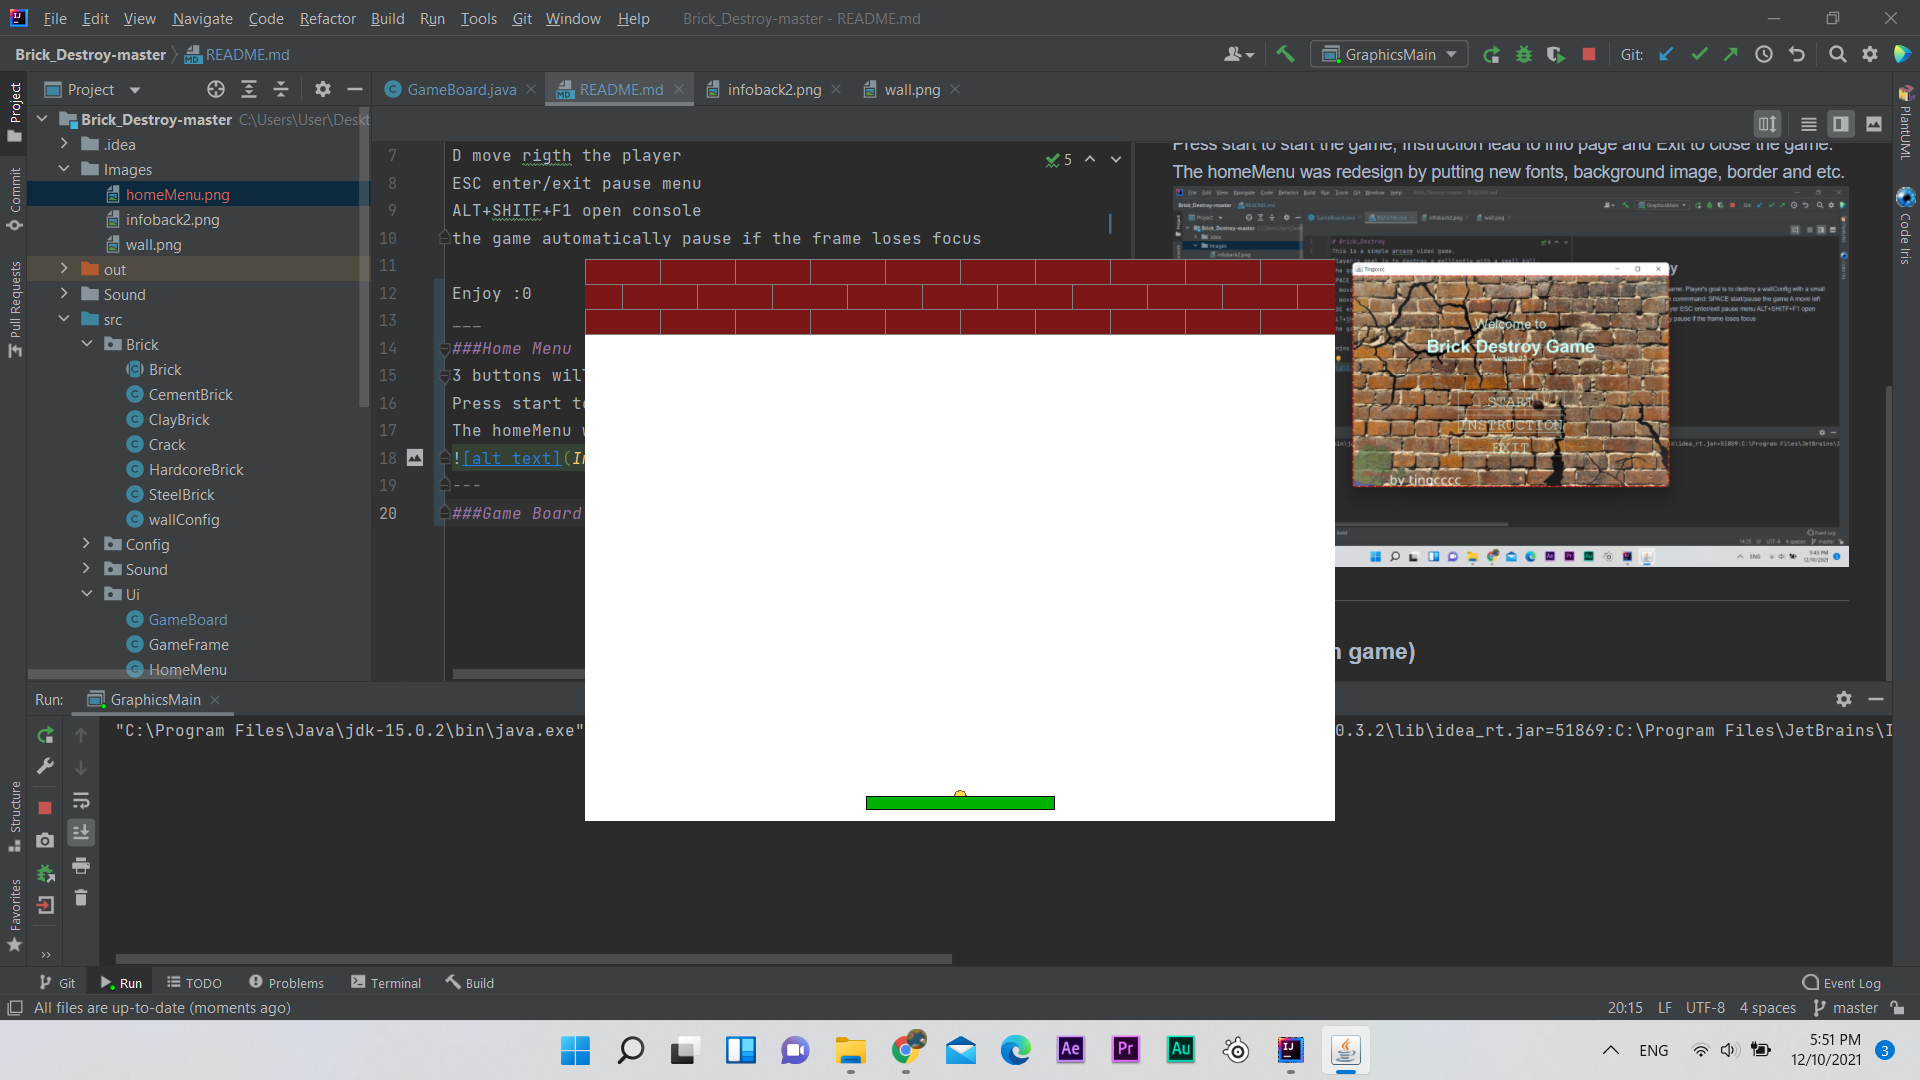 File Edit View Navigate Code Refactor Build Run Tools Git Window Help Brick_Destroy-master - README.md
Brick_Destroy-master README.md GraphicsMain Git:
Project GameBoard.java README.md infoback2.png wall.png
Project
Commit
Pull Requests
Structure
Favorites
PlantUML
Code Iris
Brick_Destroy-master C:\Users\User\Deskt
.idea
Images
homeMenu.png
infoback2.png
wall.png
out
Sound
src
Brick
Brick
CementBrick
ClayBrick
Crack
HardcoreBrick
SteelBrick
wallConfig
Config
Sound
Ui
GameBoard
GameFrame
HomeMenu
5
7 D move rigth the player
8 ESC enter/exit pause menu
9 ALT+SHITF+F1 open console
10 the game automatically pause if the frame loses focus
11
12 Enjoy :0
13 ---
14 ###Home Menu
15 3 buttons wil
16 Press start t
17 The homeMenu
18 ![alt text](I
19 ---
20 ###Game Board
Press start to start the game, Instruction lead to info page and Exit to close the game.
The homeMenu was redesign by putting new fonts, background image, border and etc.
Welcome to
Brick Destroy Game
START
INSTRUCTION
EXIT
by tingcccc
game)
Run: GraphicsMain
"C:\Program Files\Java\jdk-15.0.2\bin\java.exe" 0.3.2\lib\idea_rt.jar=51869:C:\Program Files\JetBrains\I
Git Run TODO Problems Terminal Build Event Log
All files are up-to-date (moments ago) 20:15 LF UTF-8 4 spaces master
Ae Pr Au
ENG
5:51 PM
12/10/2021 3